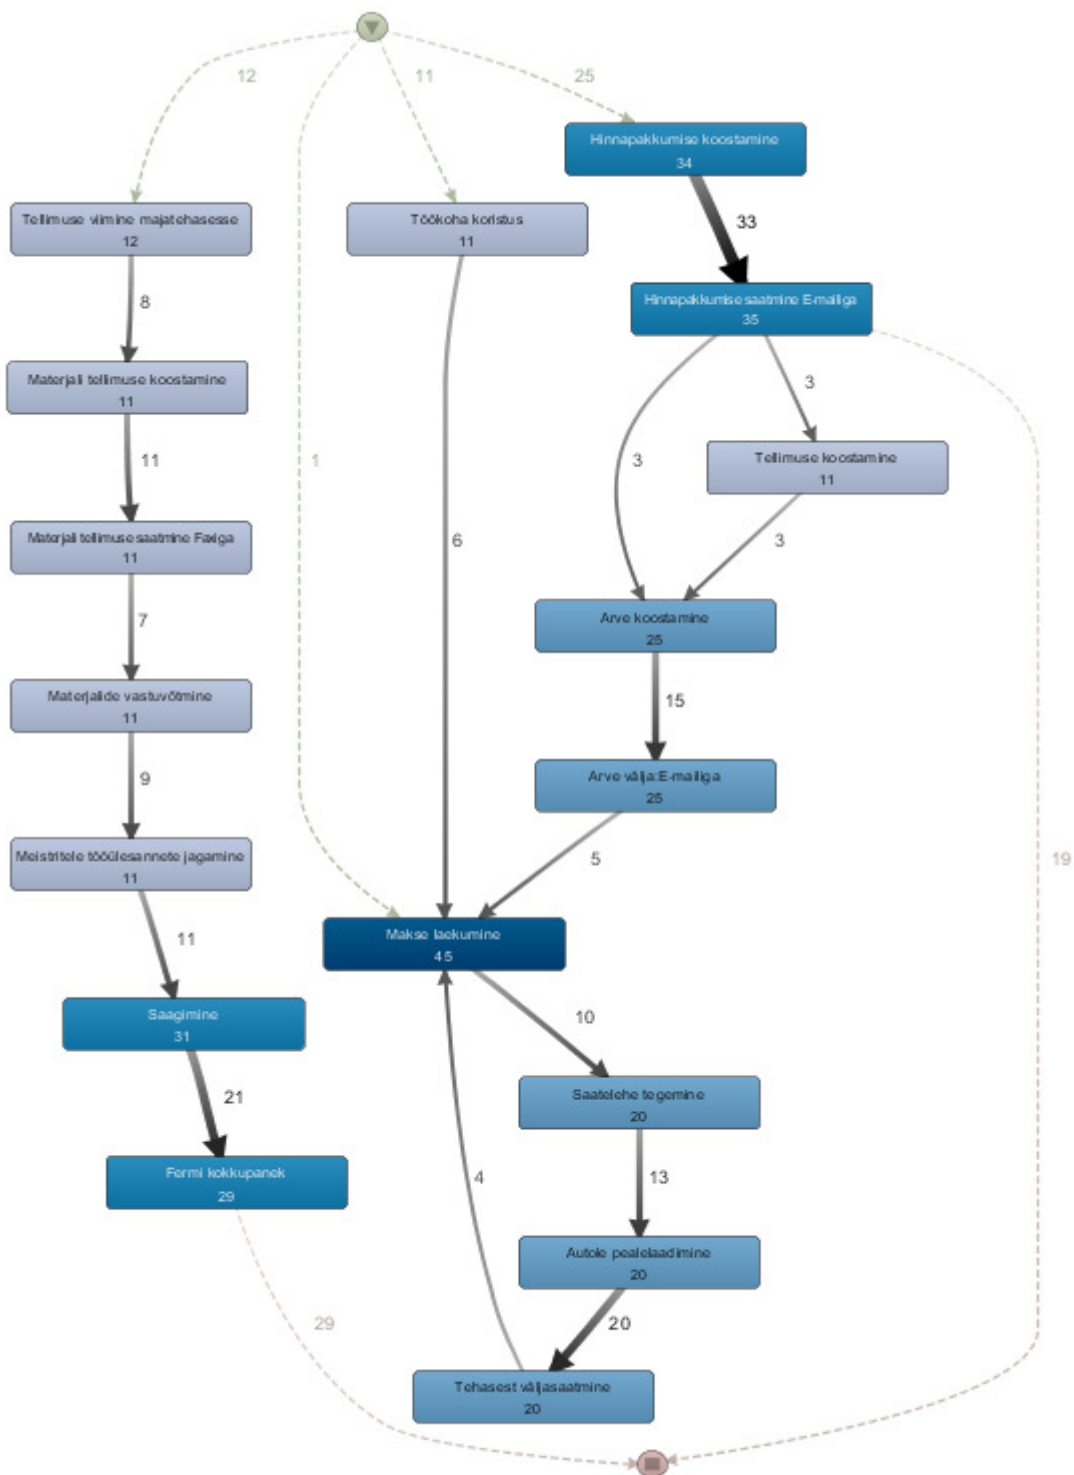 12
11
25
Hinnapakkumise koostamine
34
Tellimuse viimine majatehasesse
12
Töökoha koristus
11
33
8
Hinnapakkumise saatmine E-mailiga
35
Materjali tellimuse koostamine
11
3
3
1
Tellimuse koostamine
11
11
Materjali tellimuse saatmine Faxiga
11
6
3
7
Arve koostamine
25
Materjalide vastuvõtmine
11
15
9
Arve välja:E-mailiga
25
Meistritele tööülesannete jagamine
11
5
19
11
Makse laekumine
45
Saagimine
31
10
21
Saatelehe tegemine
20
Fermi kokkupanek
29
4
13
Autole pealelaadimine
20
29
20
Tehasest väljasaatmine
20